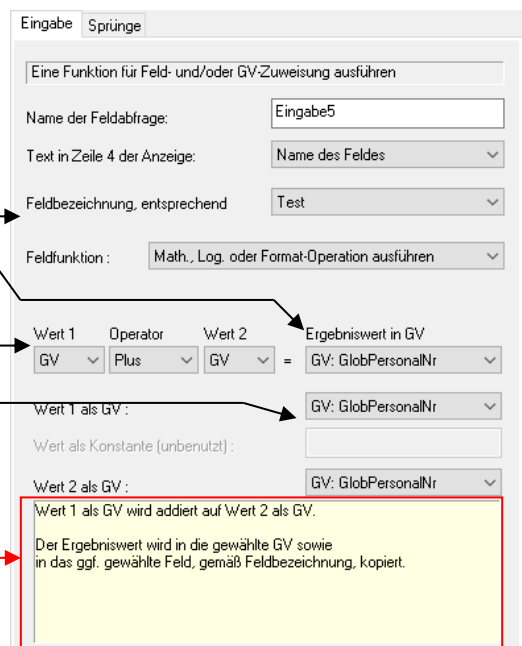 Eingabe Sprünge
Eine Funktion für Feld- und/oder GV-Zuweisung ausführen
Name der Feldabfrage: Eingabe5
Text in Zeile 4 der Anzeige: Name des Feldes
Feldbezeichnung, entsprechend Test
Feldfunktion : Math., Log. oder Format-Operation ausführen
Wert 1 Operator Wert 2 Ergebniswert in GV
GV Plus GV = GV: GlobPersonalNr
Wert 1 als GV : GV: GlobPersonalNr
Wert als Konstante (unbenutzt) :
Wert 2 als GV : GV: GlobPersonalNr
Wert 1 als GV wird addiert auf Wert 2 als GV.
Der Ergebniswert wird in die gewählte GV sowie
in das ggf. gewählte Feld, gemäß Feldbezeichnung, kopiert.